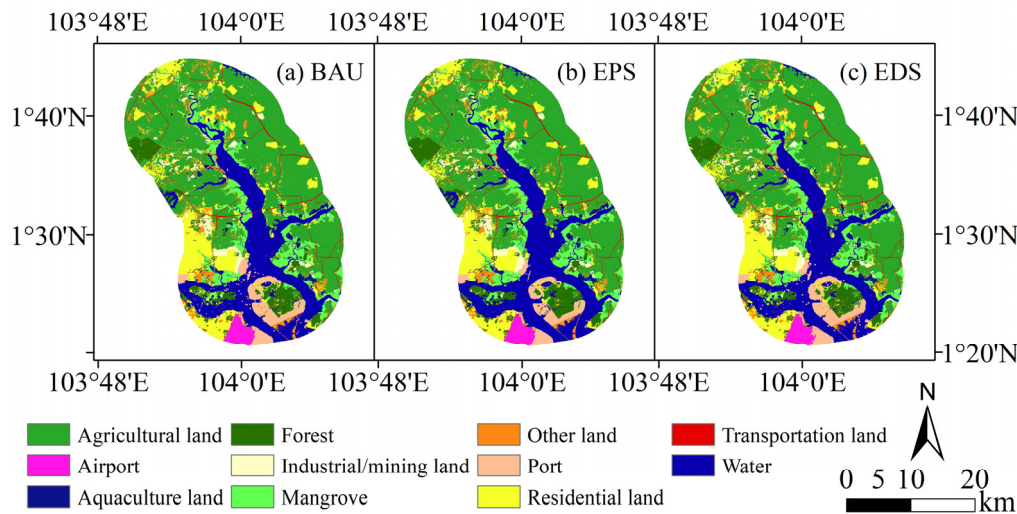 103°48'E 104°0'E 103°48'E 104°0'E 103°48'E 104°0'E
(a) BAU (b) EPS (c) EDS
1°40'N 1°40'N
1°30'N 1°30'N
1°20'N
103°48'E 104°0'E 103°48'E 104°0'E 103°48'E 104°0'E
N
Agricultural land Forest Other land Transportation land
Airport Industrial/mining land Port Water
Aquaculture land Mangrove Residential land
0 5 10 20
km